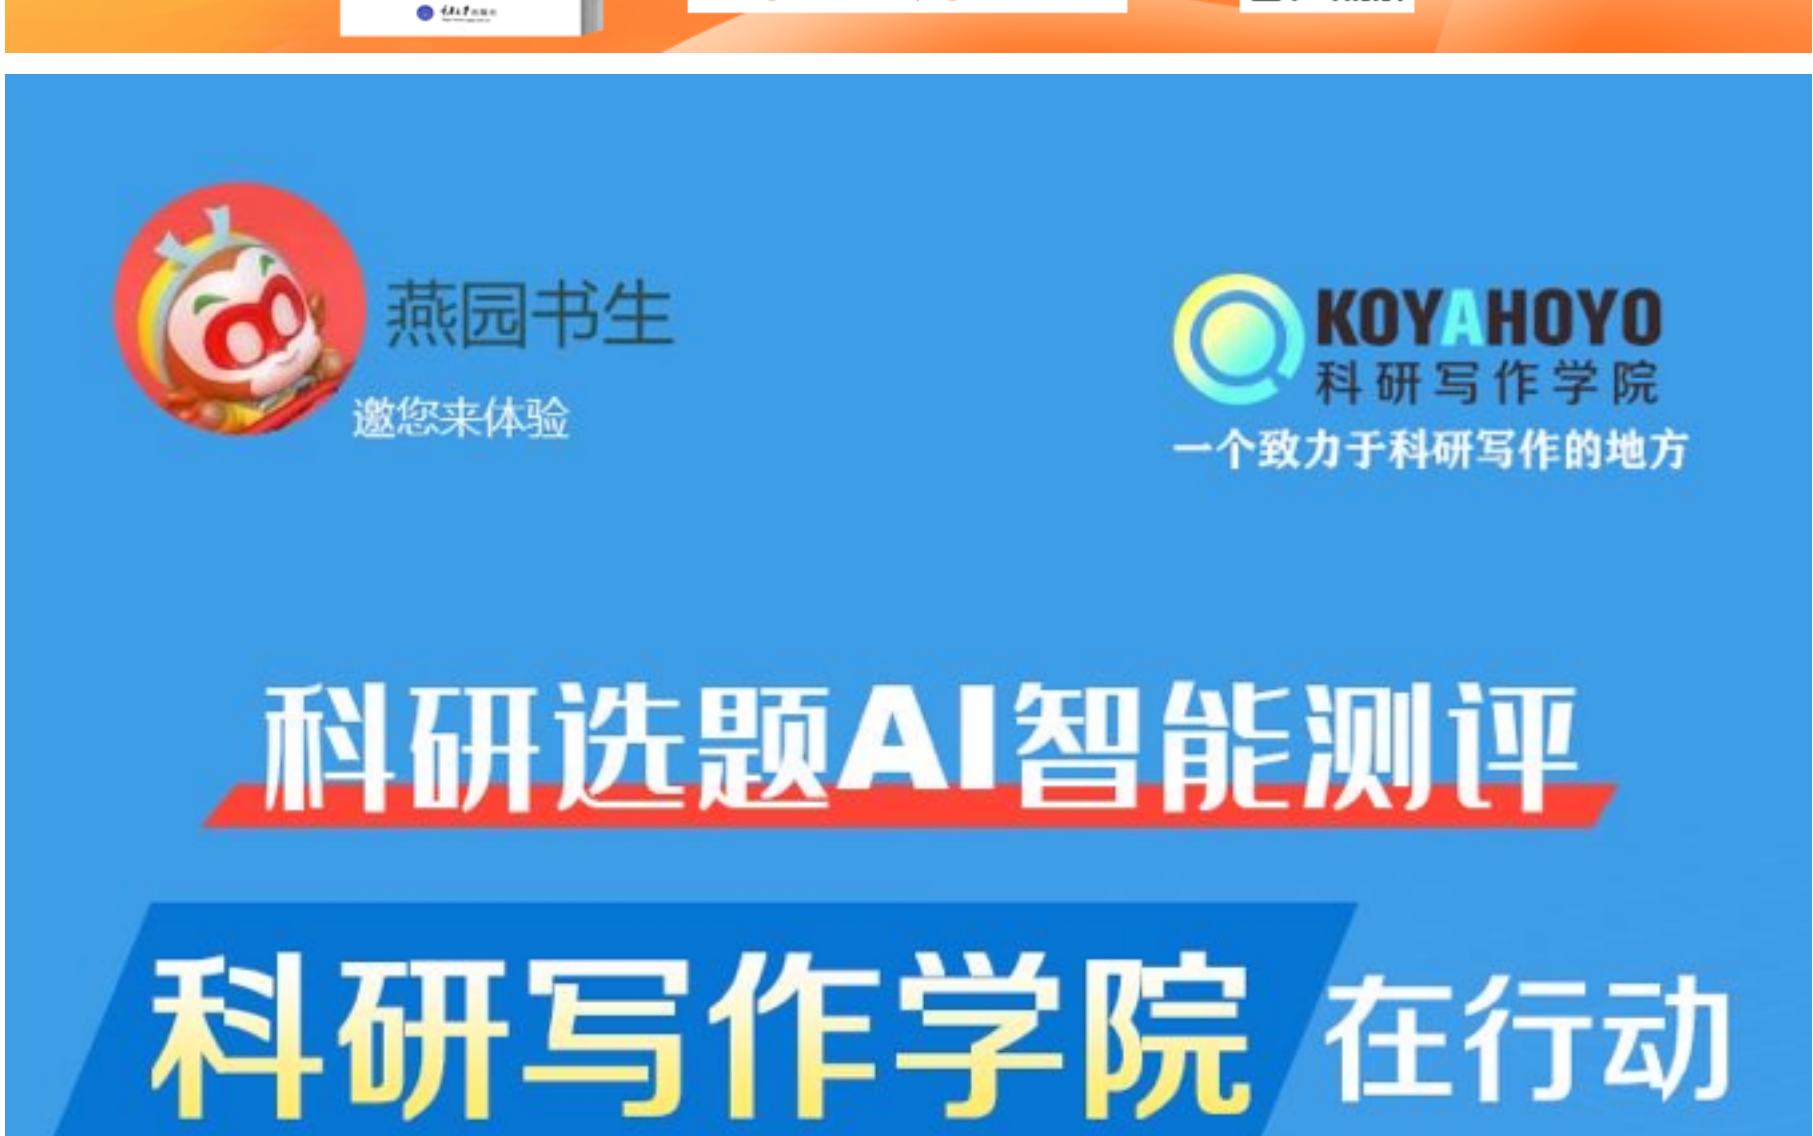 燕园书生
邀您来体验
KOYAHOYO
科研写作学院
一个致力于科研写作的地方
科研选题AI智能测评
科研写作学院 在行动